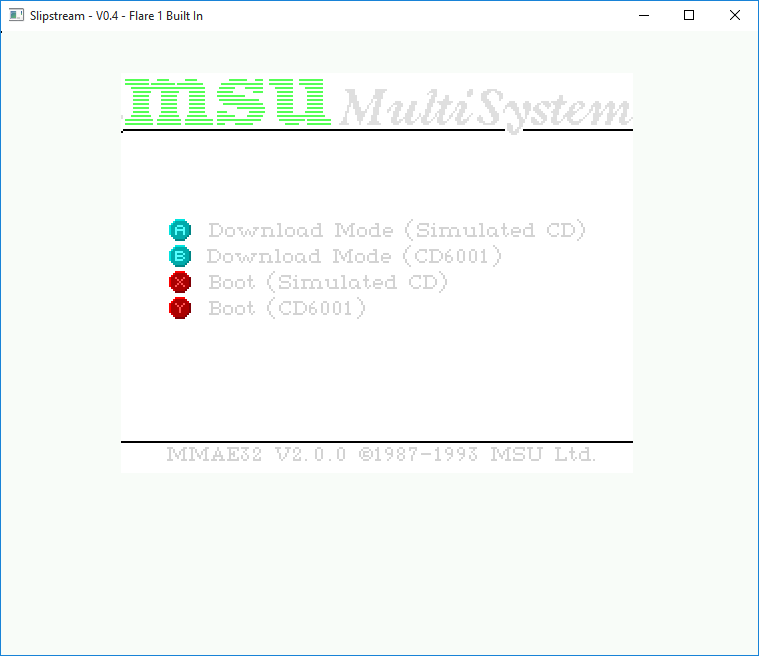 Slipstream - V0.4 - Flare 1 Built In
msu MultiSystem
A Download Mode (Simulated CD)
B Download Mode (CD6001)
X Boot (Simulated CD)
Y Boot (CD6001)
MMAE32 V2.0.0 ©1987-1993 MSU Ltd.